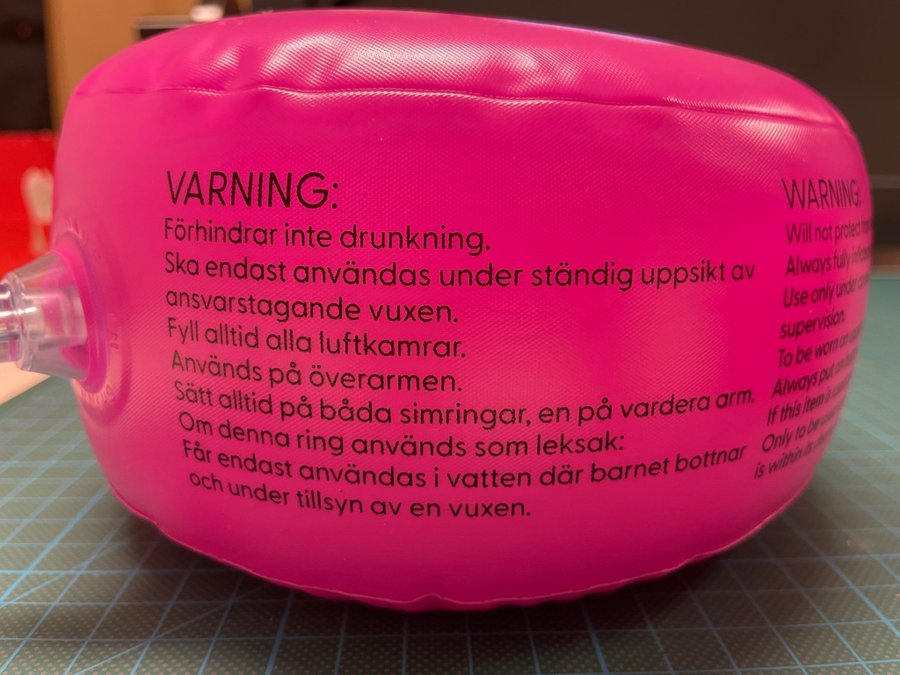 VARNING:
Förhindrar inte drunkning.
Ska endast användas under ständig uppsikt av
ansvarstagande vuxen.
Fyll alltid alla luftkamrar.
Används på överarmen.
Sätt alltid på båda simringar, en på vardera arm.
Om denna ring används som leksak:
Får endast användas i vatten där barnet bottnar
och under tillsyn av en vuxen.
WARNING:
Will not protect
Always fully
Use only under
supervision.
To be worn on
Always put on
If this item is
Only to be
is within